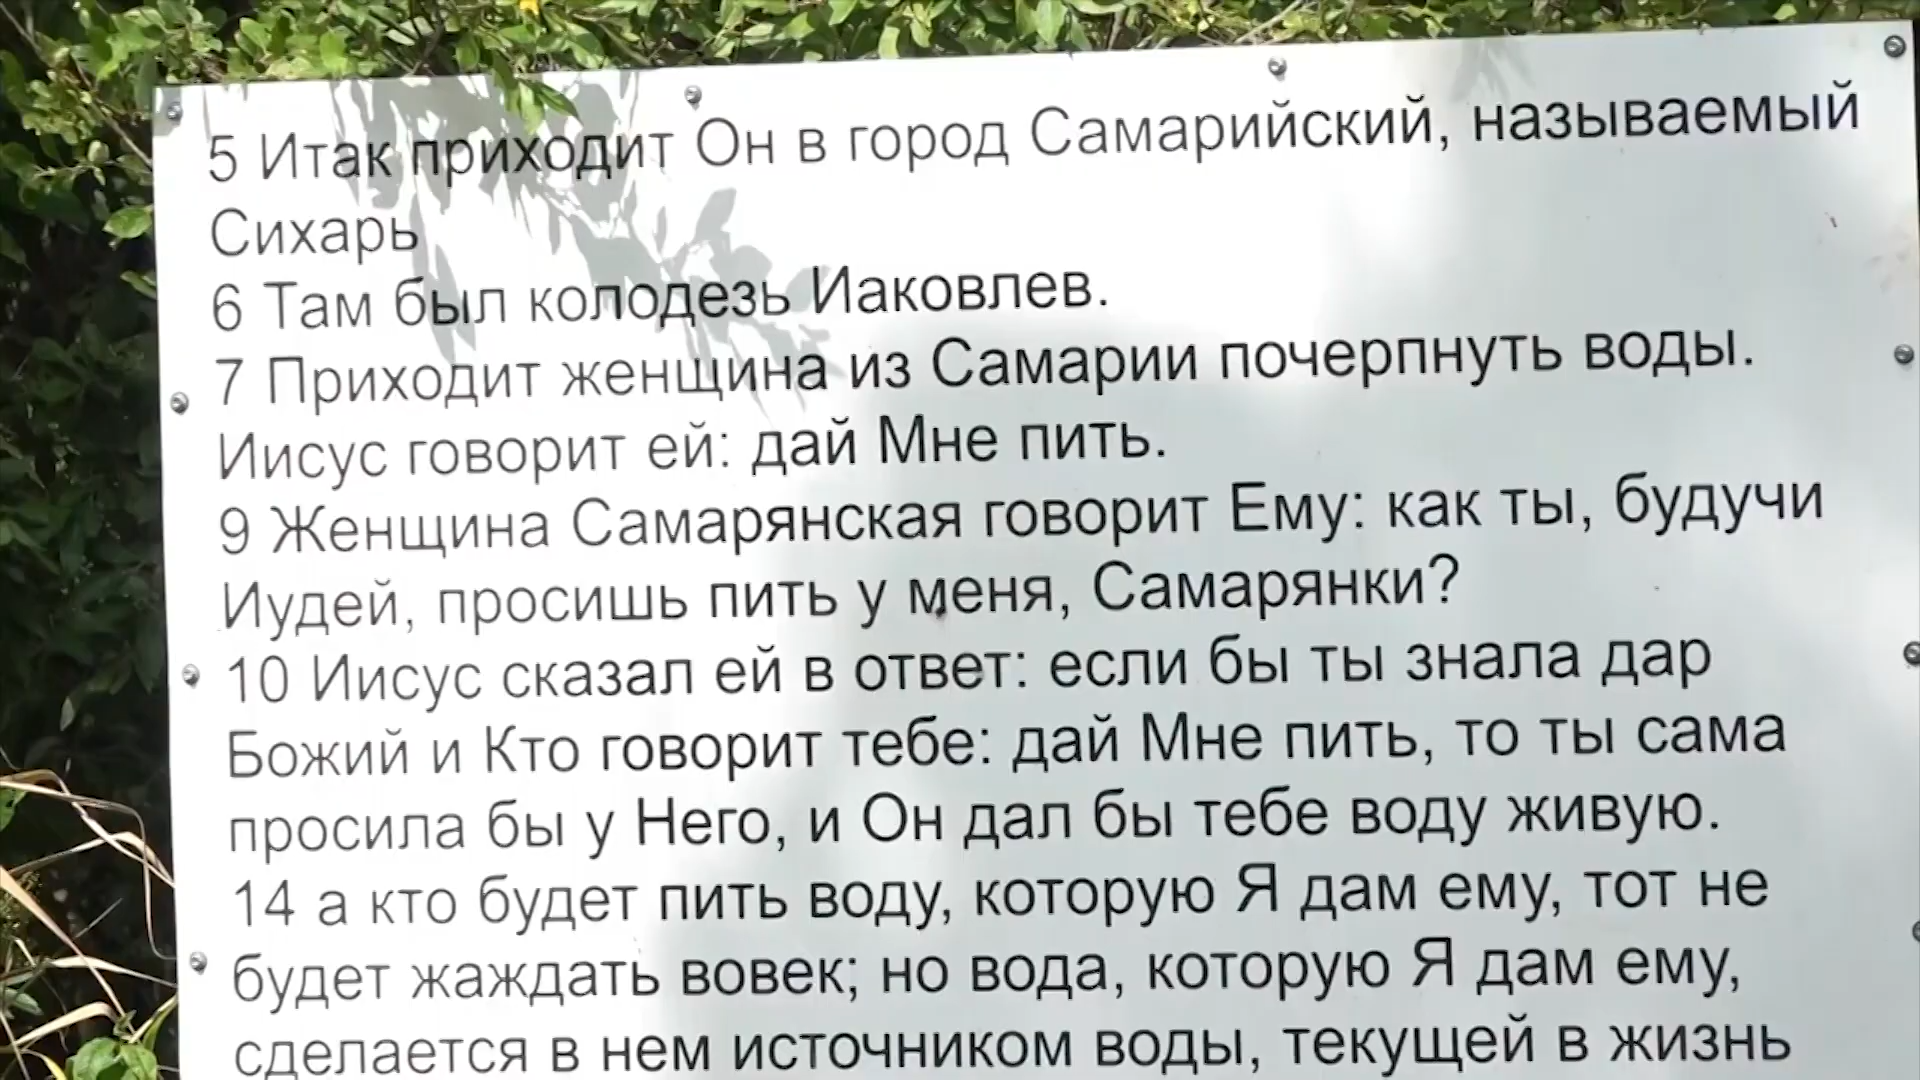 5 Итак приходит Он в город Самарийский, называемый
Сихарь
6 Там был колодезь Иаковлев.
7 Приходит женщина из Самарии почерпнуть воды.
Иисус говорит ей: дай Мне пить.
9 Женщина Самарянская говорит Ему: как ты, будучи
Иудей, просишь пить у меня, Самарянки?
10 Иисус сказал ей в ответ: если бы ты знала дар
Божий и Кто говорит тебе: дай Мне пить, то ты сама
просила бы у Него, и Он дал бы тебе воду живую.
14 а кто будет пить воду, которую Я дам ему, тот не
будет жаждать вовек; но вода, которую Я дам ему,
сделается в нем источником воды, текущей в жизнь